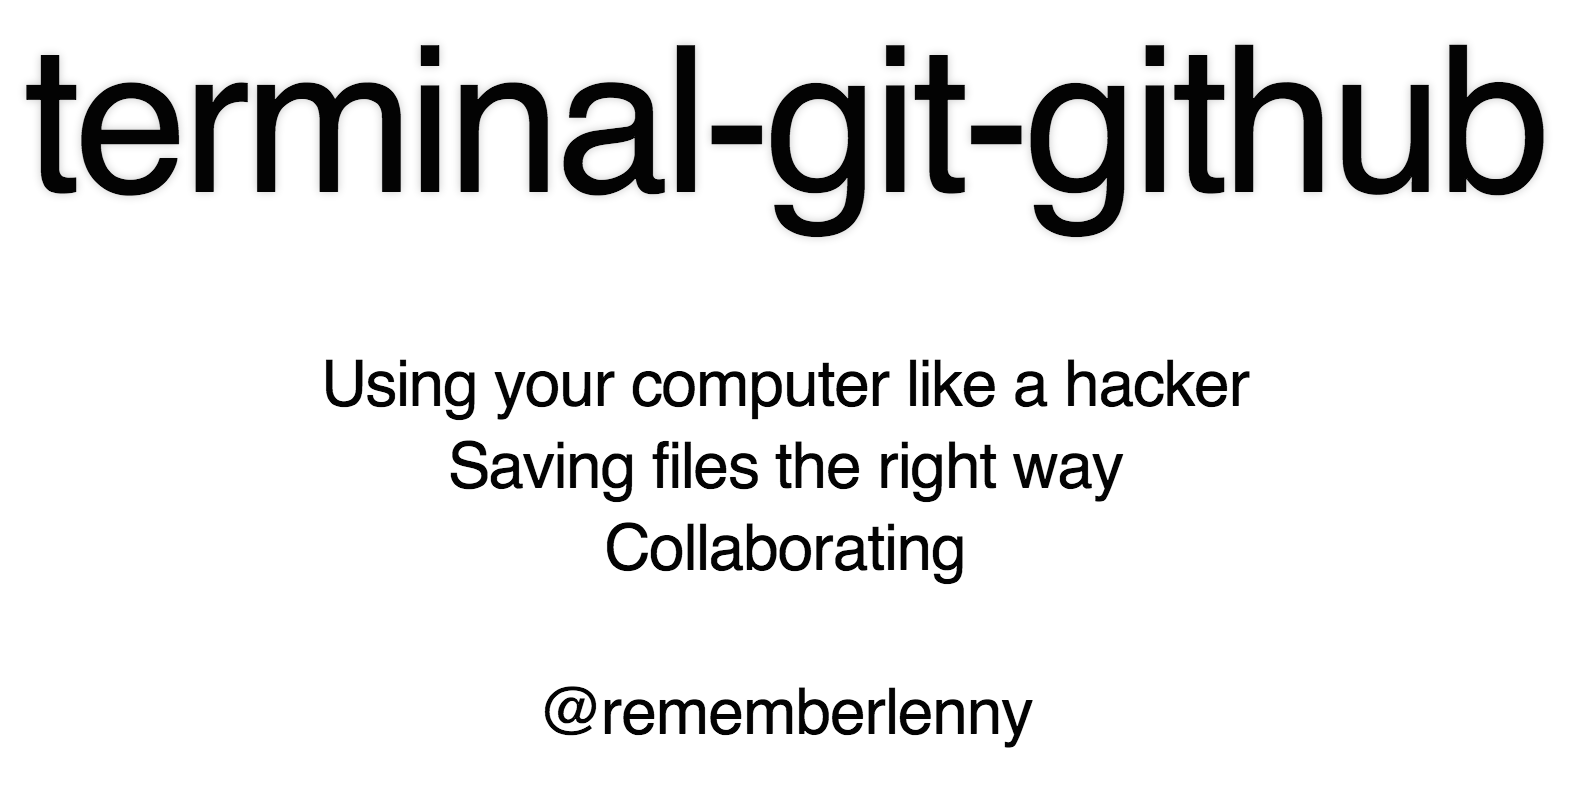 terminal-git-github
Using your computer like a hacker
Saving files the right way
Collaborating
@rememberlenny